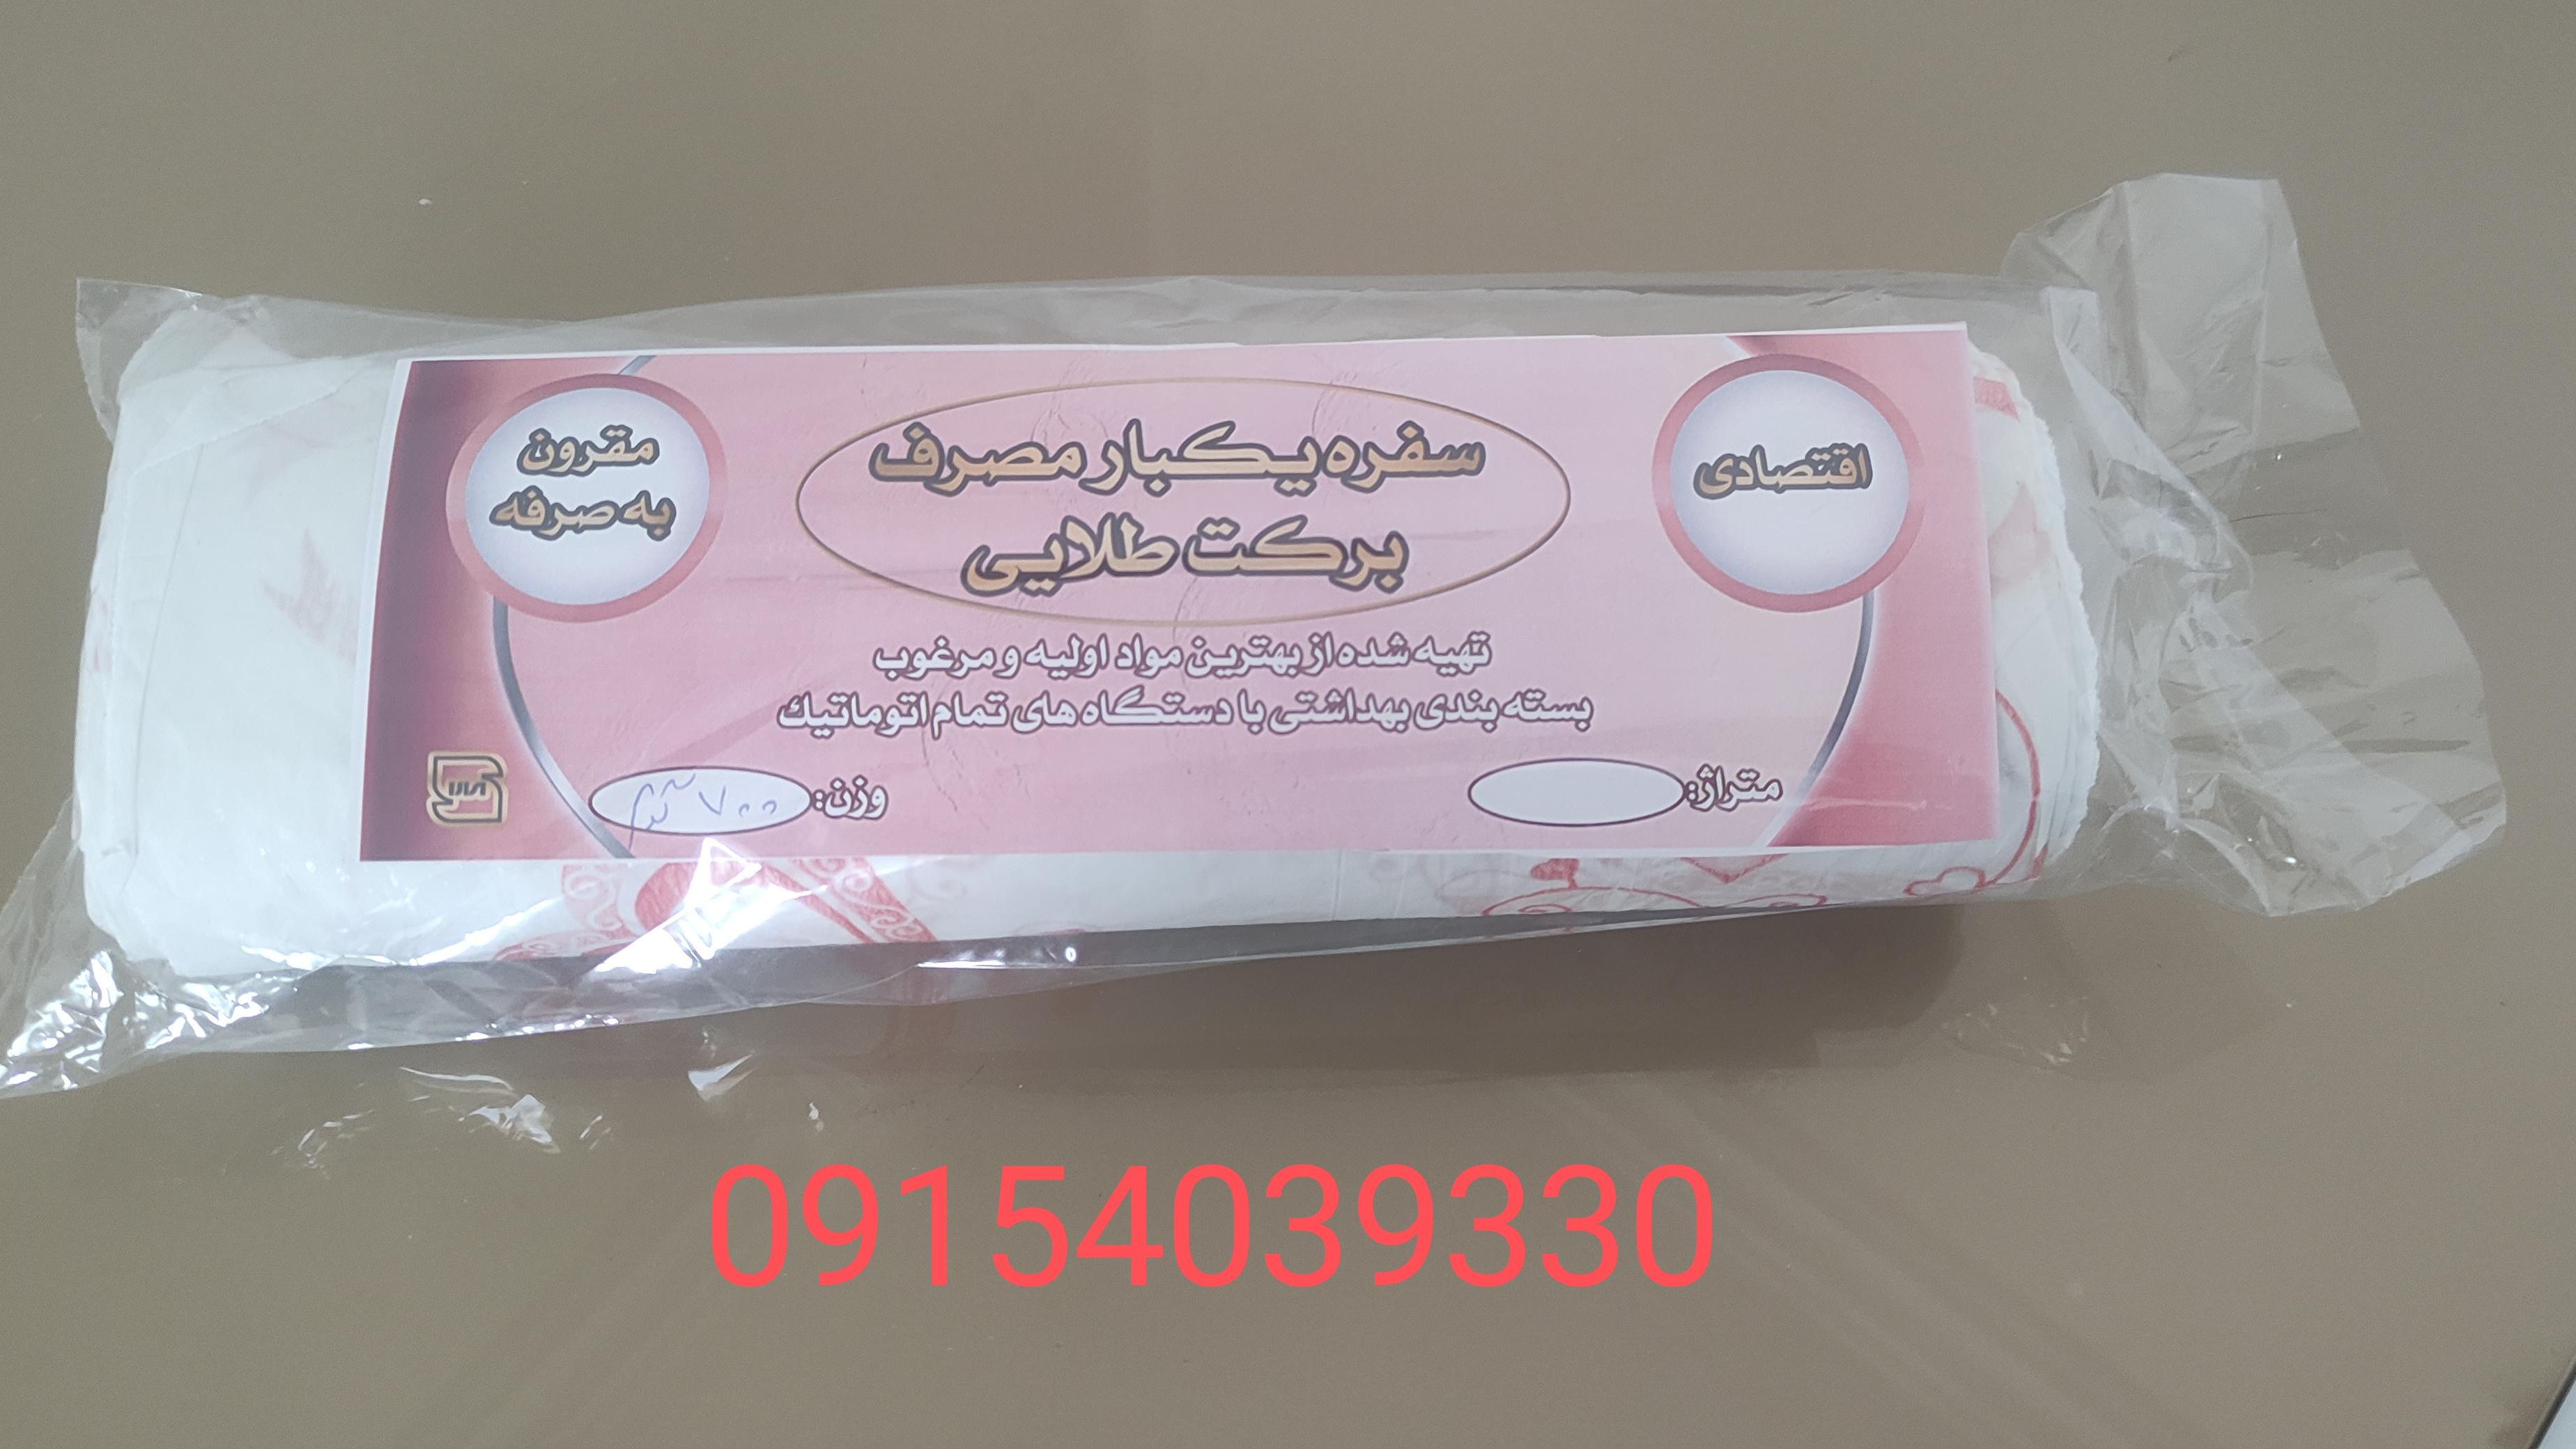 اقتصادی
سفره یکبار مصرف
برکت طلایی
مقرون
به صرفه
تهیه شده از بهترین مواد اولیه و مرغوب
بسته بندی بهداشتی با دستگاه های تمام اتوماتیک
متراژ:
وزن: ۷۰۰
09154039330